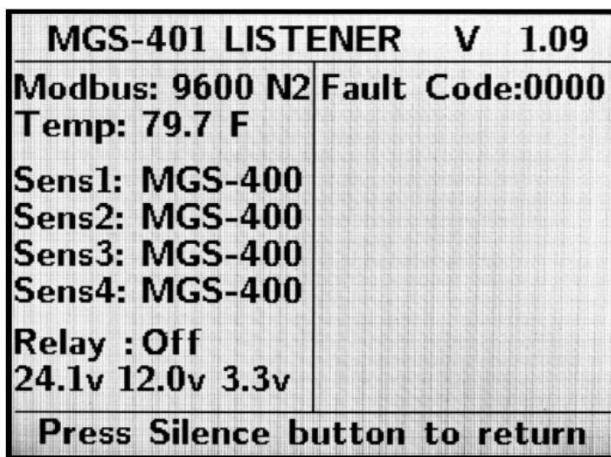 MGS-401 LISTENER V 1.09
Modbus: 9600 N2
Temp: 79.7 F
Sens1: MGS-400
Sens2: MGS-400
Sens3: MGS-400
Sens4: MGS-400
Relay :Off
24.1v 12.0v 3.3v
Fault Code:0000
Press Silence button to return